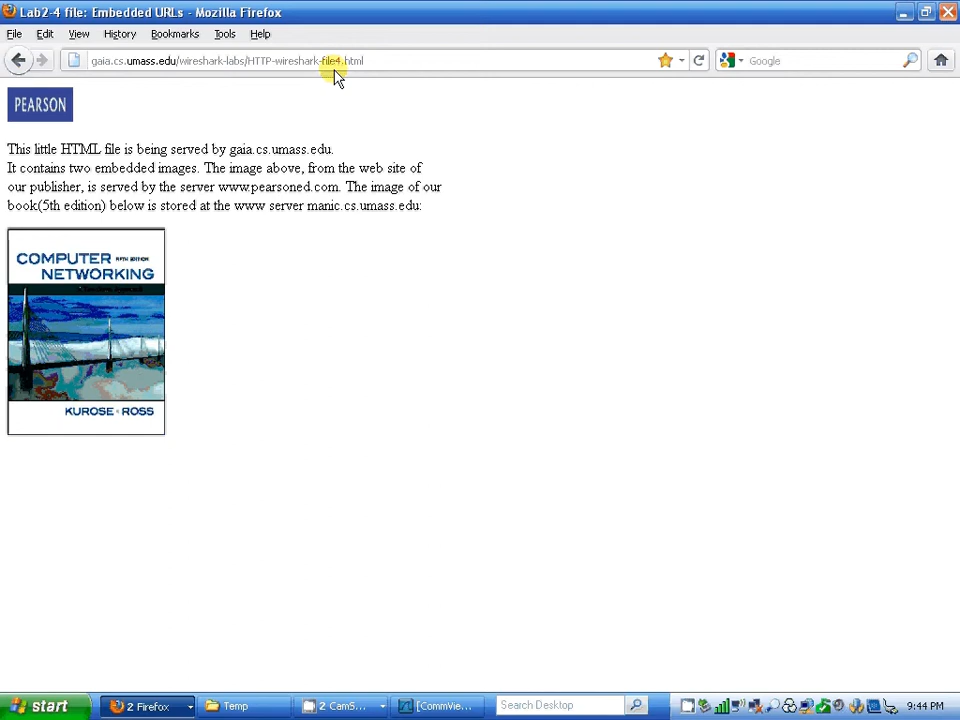 Lab2-4 file: Embedded URLs - Mozilla Firefox
File Edit View History Bookmarks Tools Help
gaia.cs.umass.edu/wireshark-labs/HTTP-wireshark-file4.html
Google
PEARSON
This little HTML file is being served by gaia.cs.umass.edu.
It contains two embedded images. The image above, from the web site of
our publisher, is served by the server www.pearsoned.com. The image of our
book(5th edition) below is stored at the www server manic.cs.umass.edu:
COMPUTER FIFTH EDITION
NETWORKING
KUROSE • ROSS
start
2 Firefox
Temp
2 CamS...
[CommVie...
Search Desktop
9:44 PM